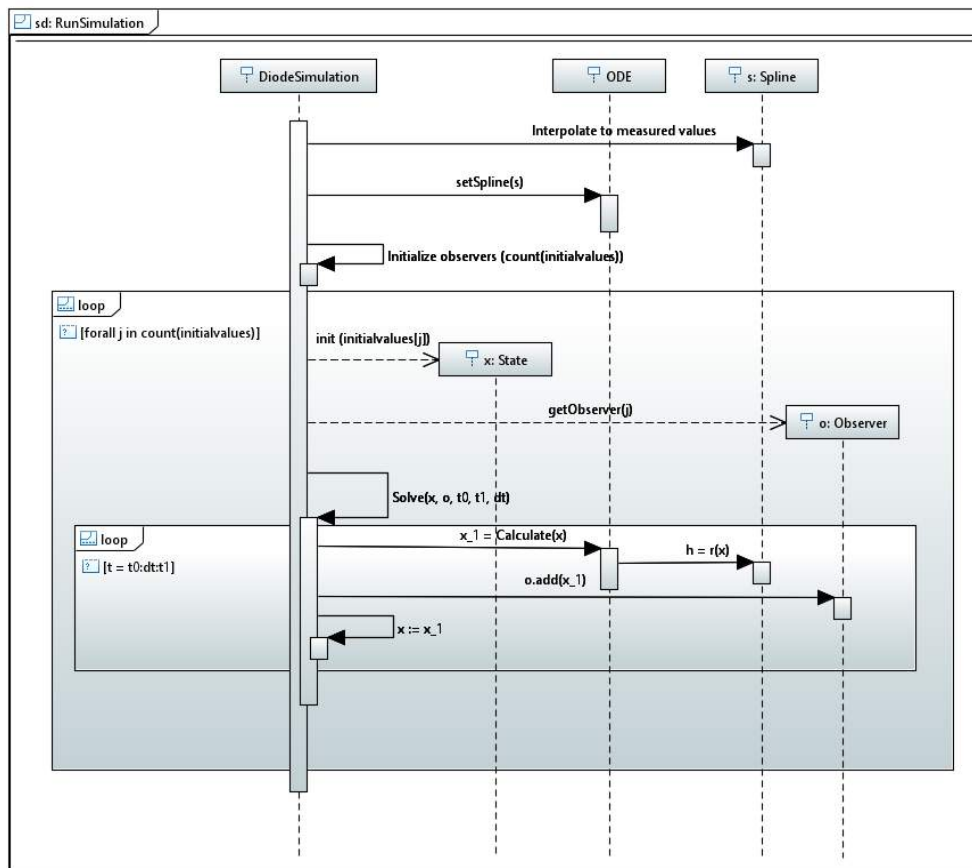 sd: RunSimulation
DiodeSimulation
ODE
s: Spline
Interpolate to measured values
setSpline(s)
Initialize observers (count(initialvalues))
loop
[forall j in count(initialvalues)]
init (initialvalues[j])
x: State
getObserver(j)
o: Observer
Solve(x, o, t0, t1, dt)
loop
x_1 = Calculate(x)
h = r(x)
[t = t0:dt:t1]
o.add(x_1)
x := x_1